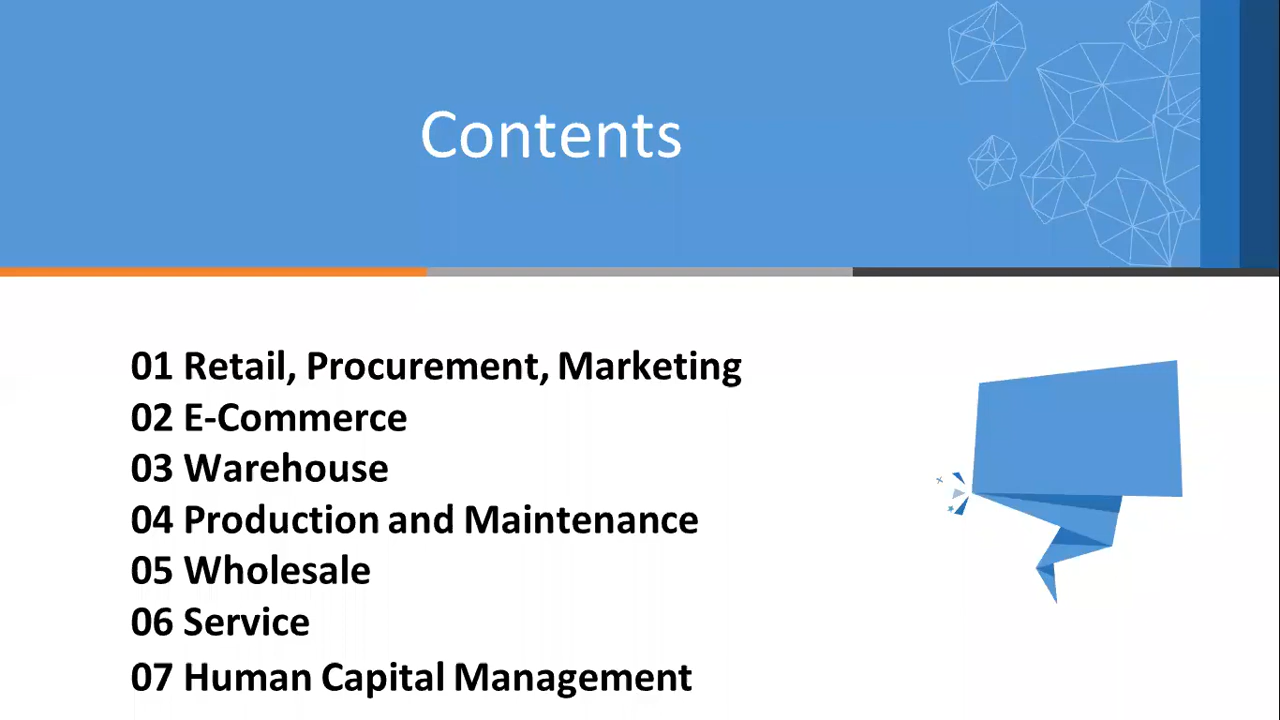 Contents
01 Retail, Procurement, Marketing
02 E-Commerce
03 Warehouse
04 Production and Maintenance
05 Wholesale
06 Service
07 Human Capital Management